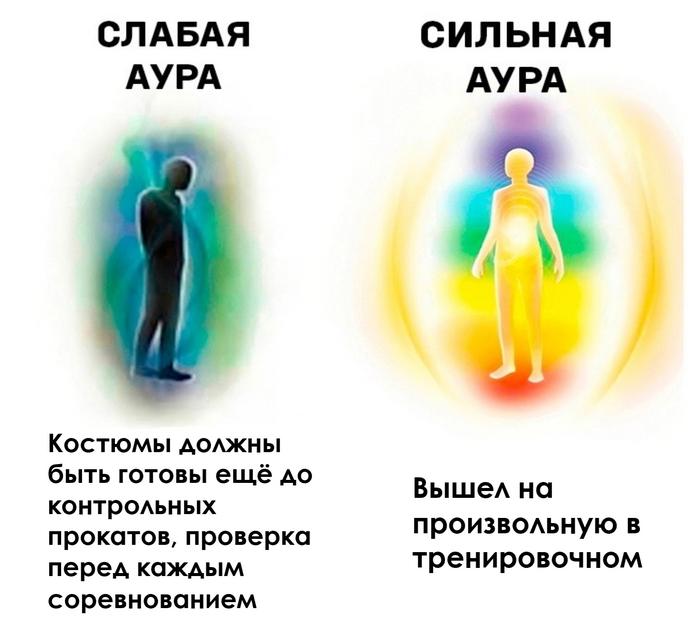 СЛАБАЯ
АУРА
СИЛЬНАЯ
АУРА
Костюмы должны
быть готовы ещё до
контрольных
прокатов, проверка
перед каждым
соревнованием
Вышел на
произвольную в
тренировочном